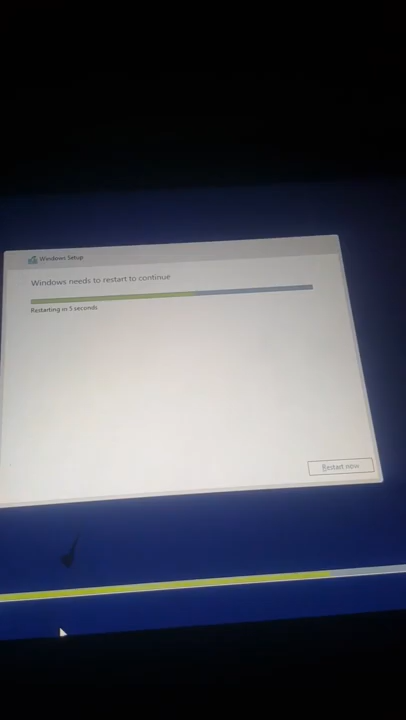 Windows Setup
Windows needs to restart to continue
Restarting in 5 seconds
Restart now